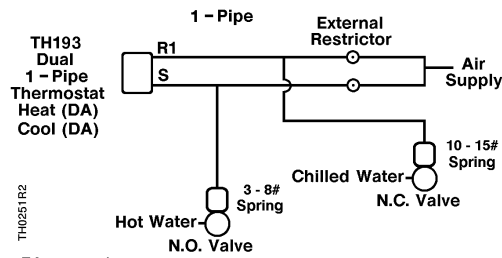 1 – Pipe
TH193
Dual
1 – Pipe
Thermostat
Heat (DA)
Cool (DA)
R1
S
External
Restrictor
Air
Supply
10 - 15#
Spring
Chilled Water
N.C. Valve
3 - 8#
Spring
Hot Water
N.O. Valve
TH0251R2